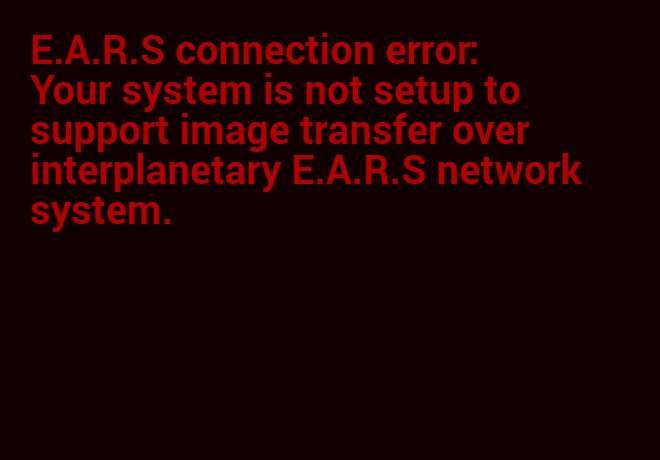 E.A.R.S connection error:
Your system is not setup to
support image transfer over
interplanetary E.A.R.S network
system.